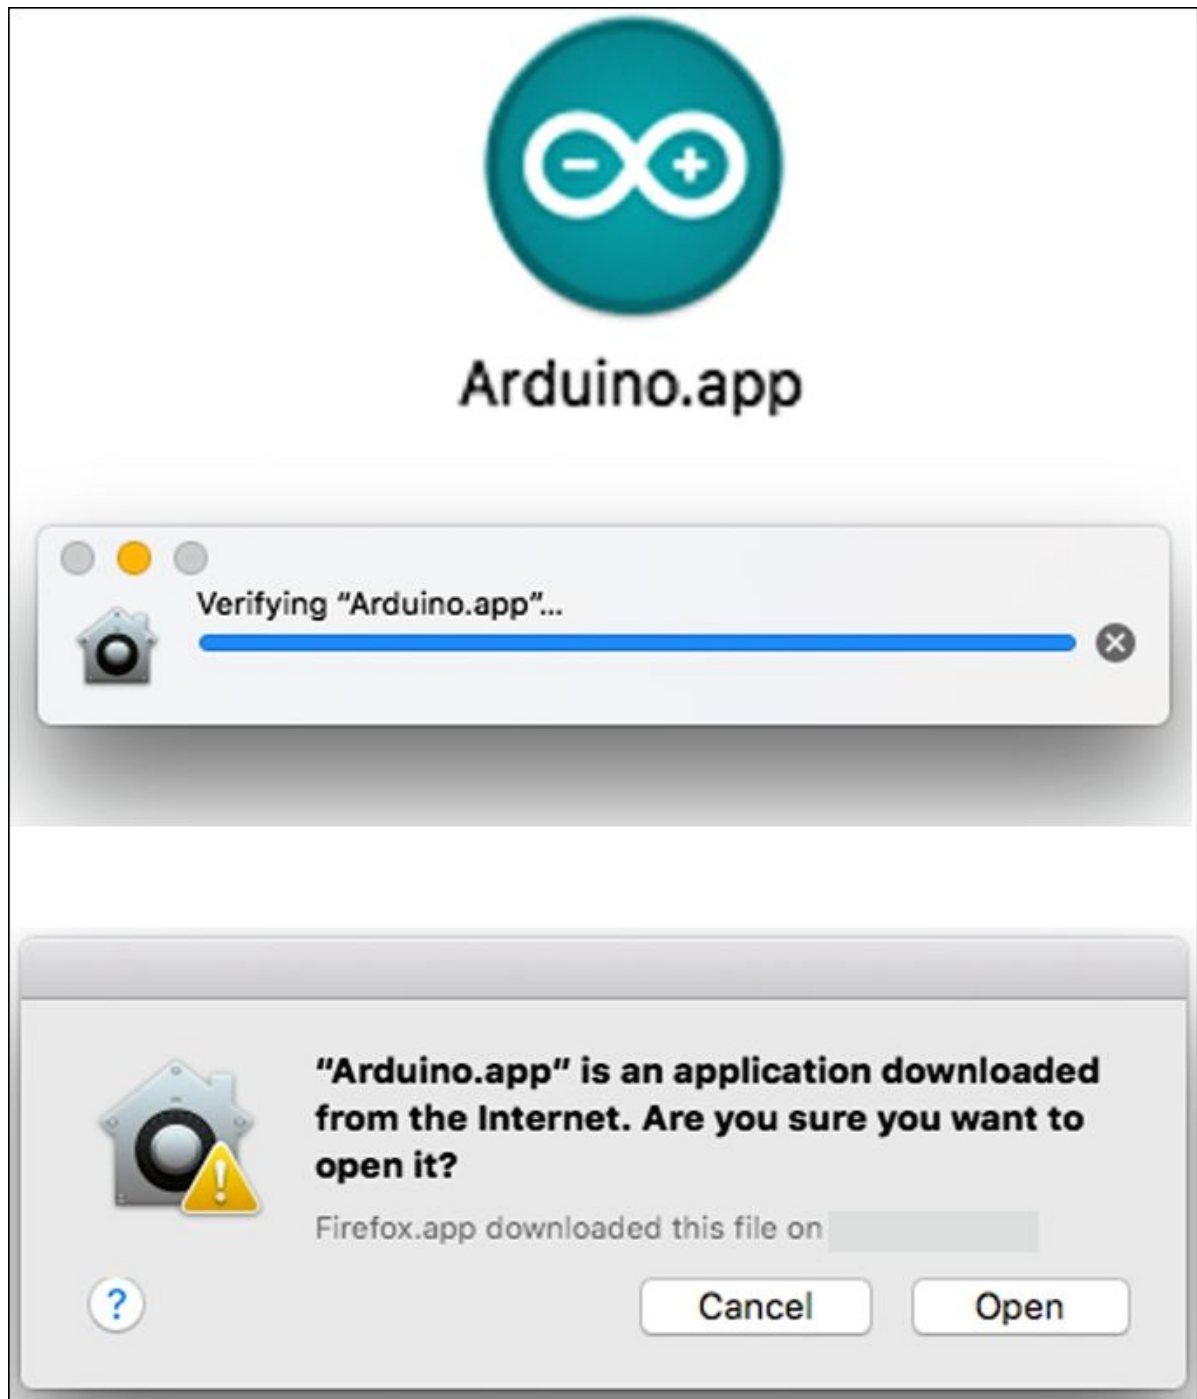 Arduino.app
Verifying “Arduino.app”...
“Arduino.app” is an application downloaded
from the Internet. Are you sure you want to
open it?
Firefox.app downloaded this file on
?
Cancel
Open